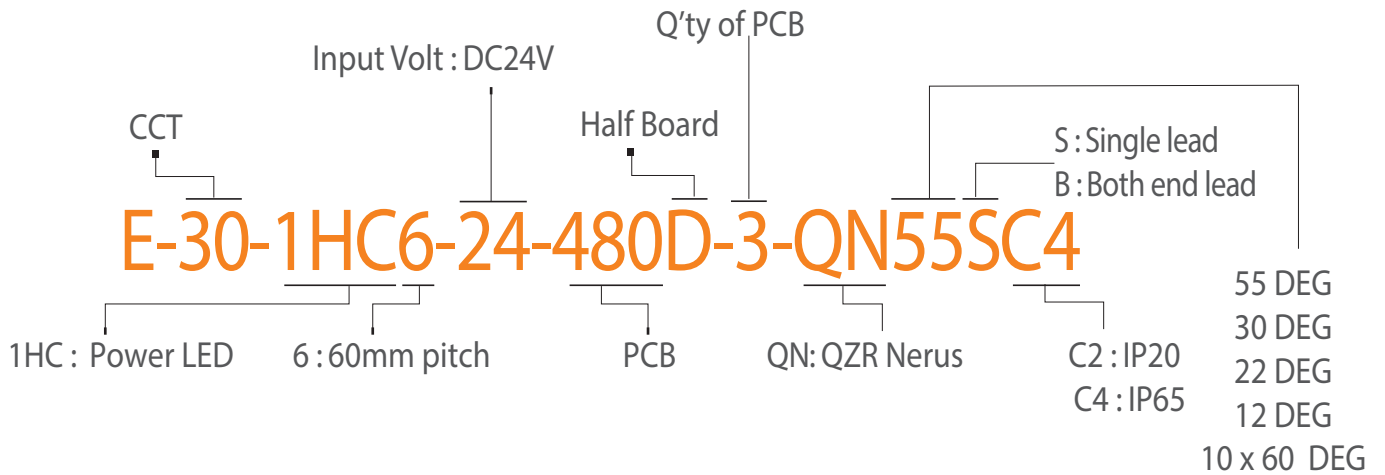 Q'ty of PCB
Input Volt : DC24V
CCT
Half Board
S : Single lead
B : Both end lead
E-30-1HC6-24-480D-3-QN55SC4
1HC : Power LED
6 : 60mm pitch
PCB
QN: QZR Nerus
C2 : IP20
C4 : IP65
55 DEG
30 DEG
22 DEG
12 DEG
10 x 60 DEG